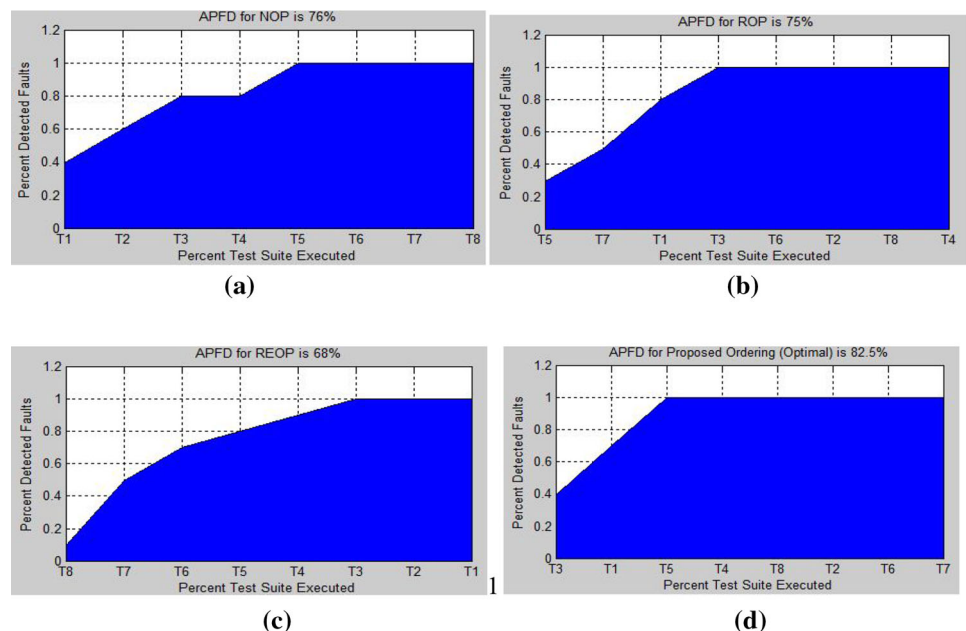 APFD for NOP is 76%
Percent Detected Faults
1.2
1
0.8
0.6
0.4
0.2
0
T1 T2 T3 T4 T5 T6 T7 T8
Percent Test Suite Executed
(a)
APFD for ROP is 75%
Percent Detected Faults
1.2
1
0.8
0.6
0.4
0.2
0
T5 T7 T1 T3 T6 T2 T8 T4
Pecent Test Suite Executed
(b)
APFD for REOP is 68%
Percent Detected Faults
1.2
1
0.8
0.6
0.4
0.2
0
T8 T7 T6 T5 T4 T3 T2 T1
Percent Test Suite Executed
(c)
1
APFD for Proposed Ordering (Optimal) is 82.5%
Percent Detected Faults
1.2
1
0.8
0.6
0.4
0.2
0
T3 T1 T5 T4 T8 T2 T6 T7
Percent Test Suite Executed
(d)